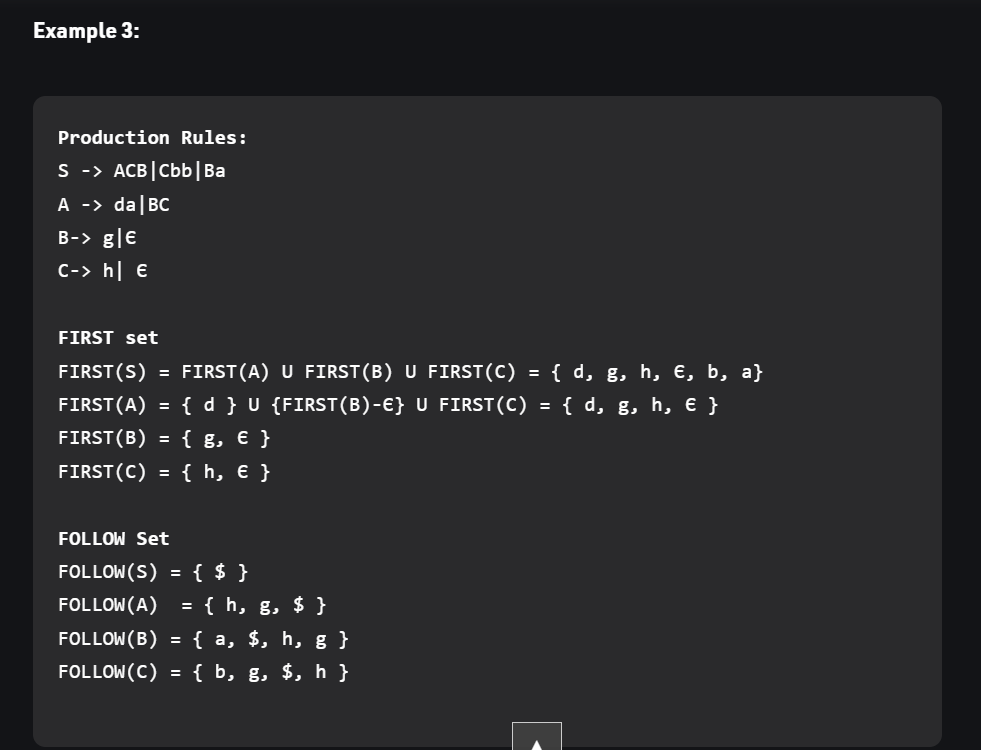 Example 3:
Production Rules:
S -> ACB|Cbb|Ba
A -> da|BC
B-> g|Є
C-> h| Є
FIRST set
FIRST(S) = FIRST(A) U FIRST(B) U FIRST(C) = { d, g, h, Є, b, a}
FIRST(A) = { d } U {FIRST(B)-Є} U FIRST(C) = { d, g, h, Є }
FIRST(B) = { g, Є }
FIRST(C) = { h, Є }
FOLLOW Set
FOLLOW(S) = { $ }
FOLLOW(A)  = { h, g, $ }
FOLLOW(B) = { a, $, h, g }
FOLLOW(C) = { b, g, $, h }